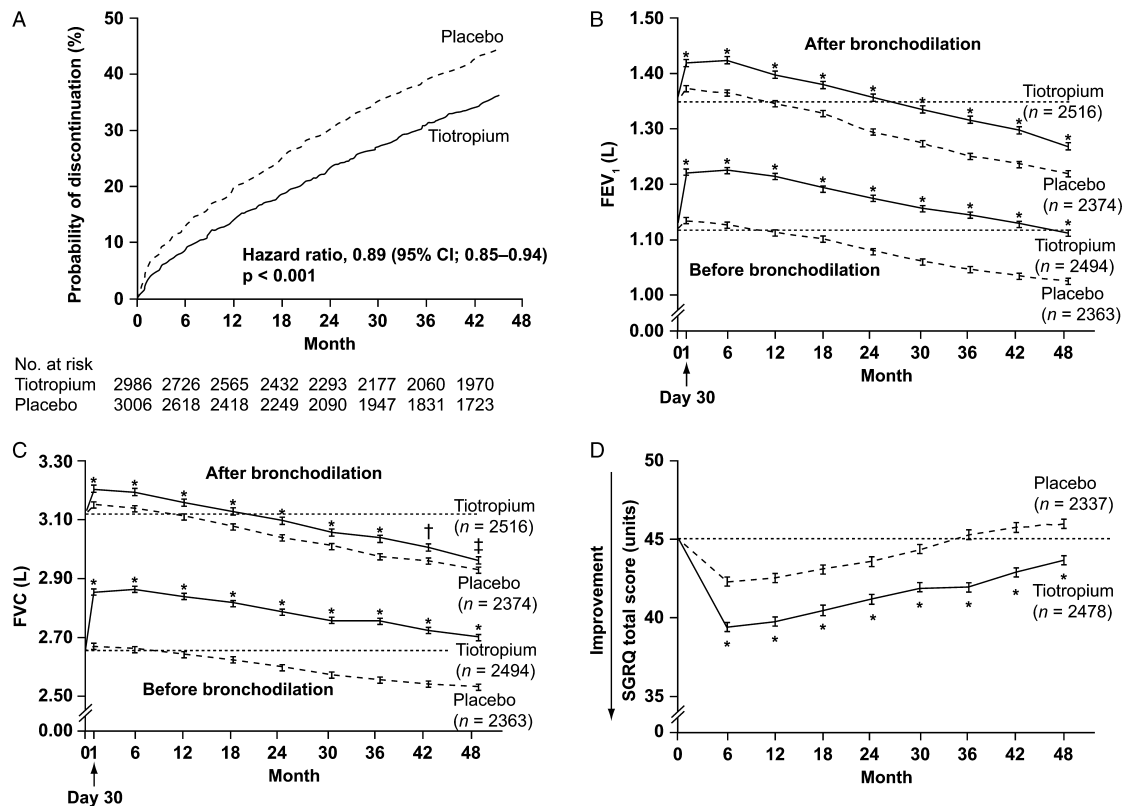 A
Probability of discontinuation (%)
50
40
30
20
10
0
Placebo
Tiotropium
Hazard ratio, 0.89 (95% CI; 0.85–0.94)
p < 0.001
0 6 12 18 24 30 36 42 48
Month
No. at risk
Tiotropium 2986 2726 2565 2432 2293 2177 2060 1970
Placebo 3006 2618 2418 2249 2090 1947 1831 1723
B
FEV1 (L)
1.50
1.40
1.30
1.20
1.10
1.00
0.00
After bronchodilation
* * * * * * * * *
Tiotropium
(n = 2516)
Placebo
(n = 2374)
* * * * * * * * *
Tiotropium
(n = 2494)
Before bronchodilation
Placebo
(n = 2363)
01 6 12 18 24 30 36 42 48
Month
Day 30
C
FVC (L)
3.30
3.10
2.90
2.70
2.50
0.00
After bronchodilation
* * * * * * * † ‡
Tiotropium
(n = 2516)
Placebo
(n = 2374)
* * * * * * * * *
Tiotropium
(n = 2494)
Before bronchodilation
Placebo
(n = 2363)
01 6 12 18 24 30 36 42 48
Month
Day 30
D
Improvement
SGRQ total score (units)
50
45
40
35
0
Placebo
(n = 2337)
Tiotropium
(n = 2478)
* * * * * * * *
0 6 12 18 24 30 36 42 48
Month